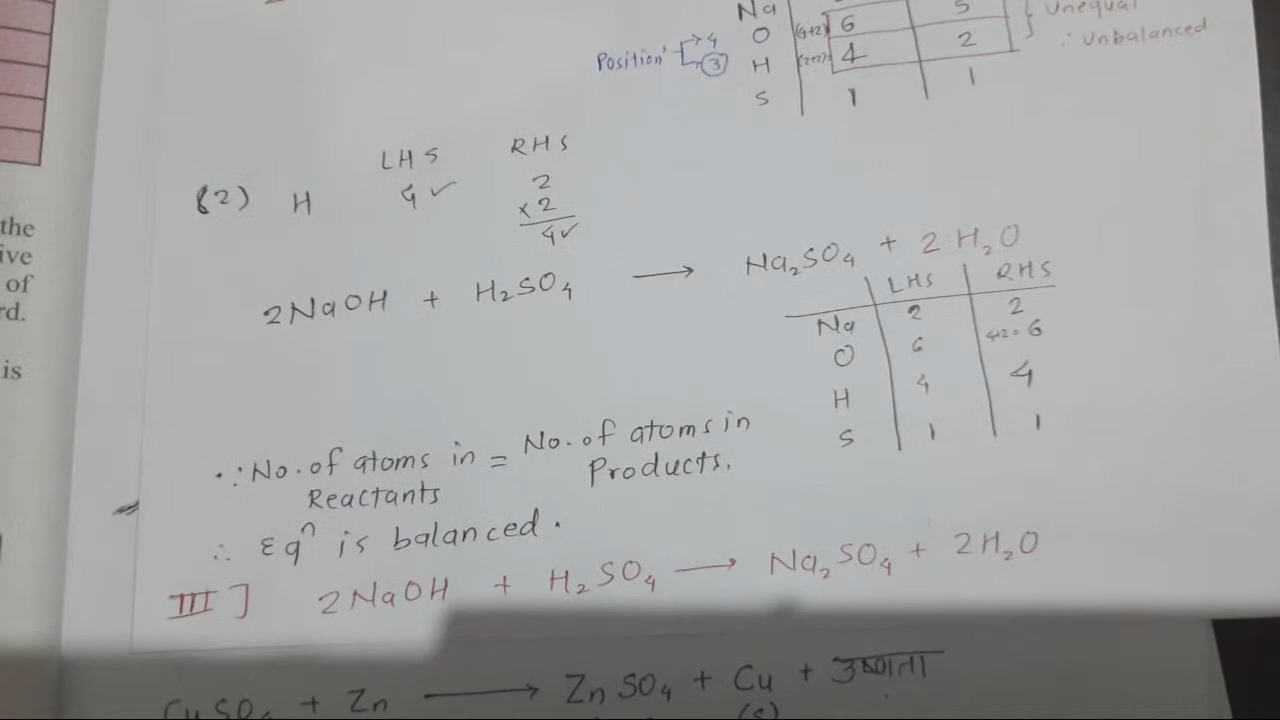 Na 5
O (4+2) 6 Unequal
Position 4 H 4 2 ∴ Unbalanced
③ S 1 1
LHS RHS
(2) H 4 ✓ 2
×2
4✓
2NaOH + H₂SO₄ → Na₂SO₄ + 2H₂O
LHS RHS
Na 2 2
O 6 4+2=6
H 4 4
S 1 1
∵ No. of atoms in = No. of atoms in
Reactants Products.
∴ Eqⁿ is balanced.
III] 2NaOH + H₂SO₄ → Na₂SO₄ + 2H₂O
CuSO₄ + Zn → ZnSO₄ + Cu + उष्णता
(s)
the
ive
of
rd.
is